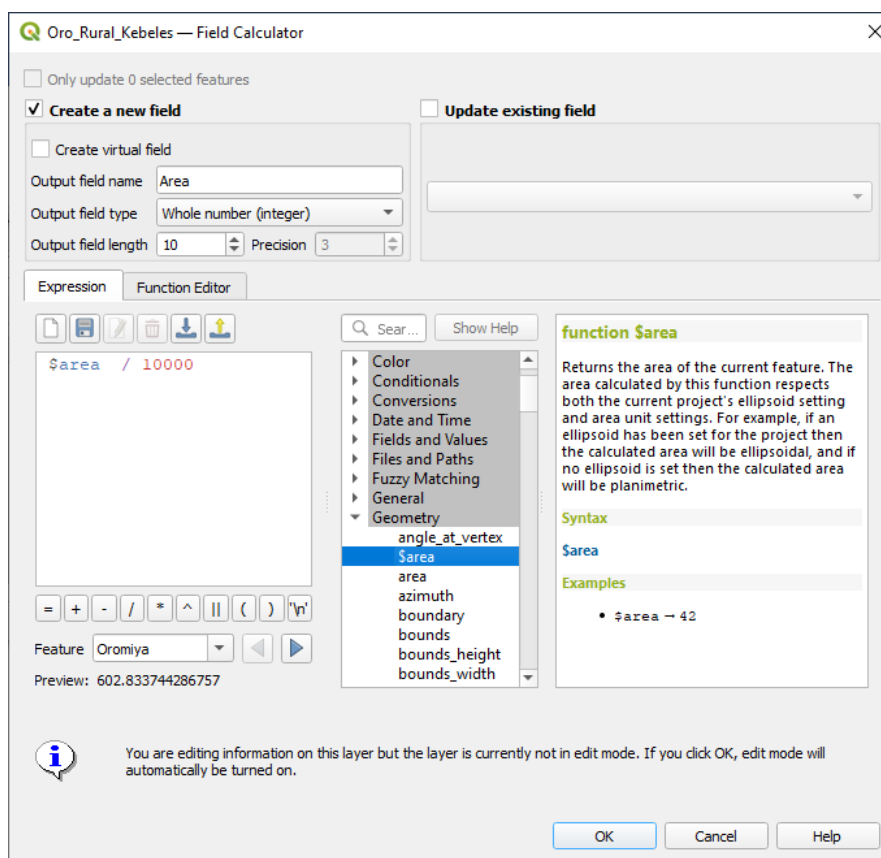 Oro_Rural_Kebeles — Field Calculator
Only update 0 selected features
Create a new field
Update existing field
Create virtual field
Output field name Area
Output field type Whole number (integer)
Output field length 10 Precision 3
Expression
Function Editor
$area / 10000
= + - / * ^ || ( ) '\n'
Feature Oromiya
Preview: 602.833744286757
Sear...
Show Help
Color
Conditionals
Conversions
Date and Time
Fields and Values
Files and Paths
Fuzzy Matching
General
Geometry
angle_at_vertex
$area
area
azimuth
boundary
bounds
bounds_height
bounds_width
function $area
Returns the area of the current feature. The
area calculated by this function respects
both the current project's ellipsoid setting
and area unit settings. For example, if an
ellipsoid has been set for the project then
the calculated area will be ellipsoidal, and if
no ellipsoid is set then the calculated area
will be planimetric.
Syntax
$area
Examples
• $area → 42
You are editing information on this layer but the layer is currently not in edit mode. If you click OK, edit mode will
automatically be turned on.
OK
Cancel
Help